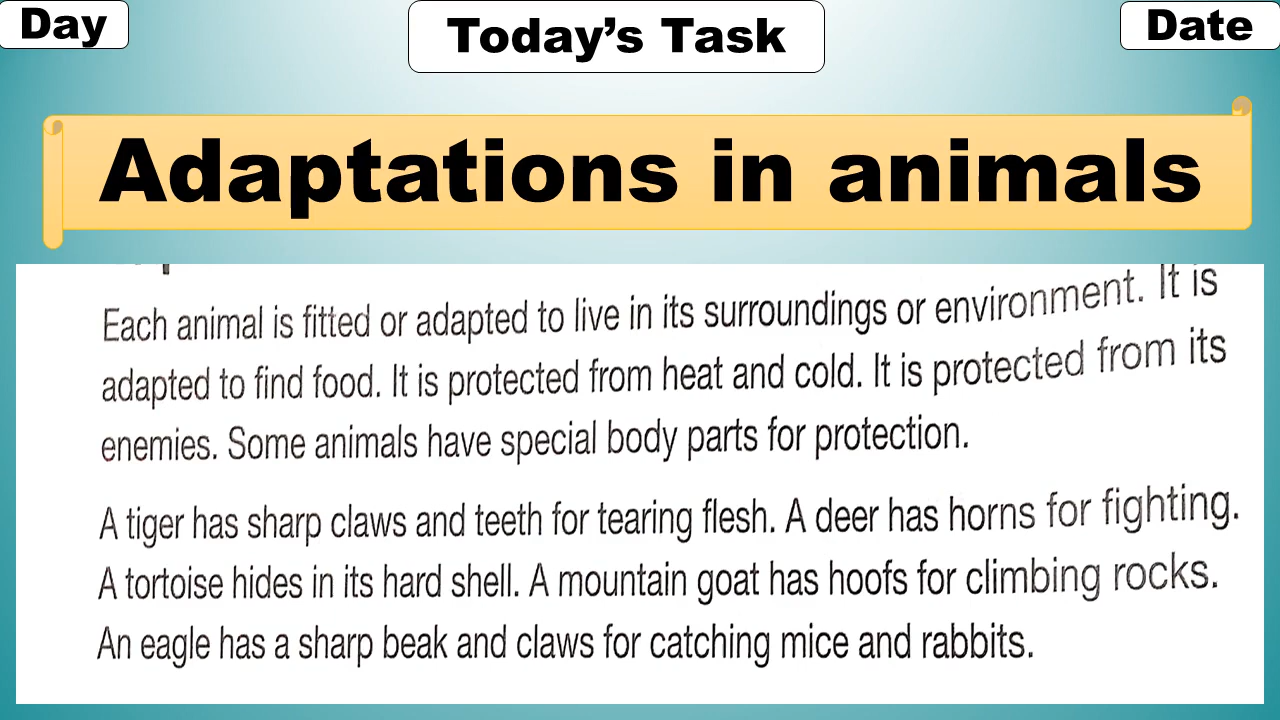 Day
Today's Task
Date
Adaptations in animals
Each animal is fitted or adapted to live in its surroundings or environment. It is
adapted to find food. It is protected from heat and cold. It is protected from its
enemies. Some animals have special body parts for protection.
A tiger has sharp claws and teeth for tearing flesh. A deer has horns for fighting.
A tortoise hides in its hard shell. A mountain goat has hoofs for climbing rocks.
An eagle has a sharp beak and claws for catching mice and rabbits.